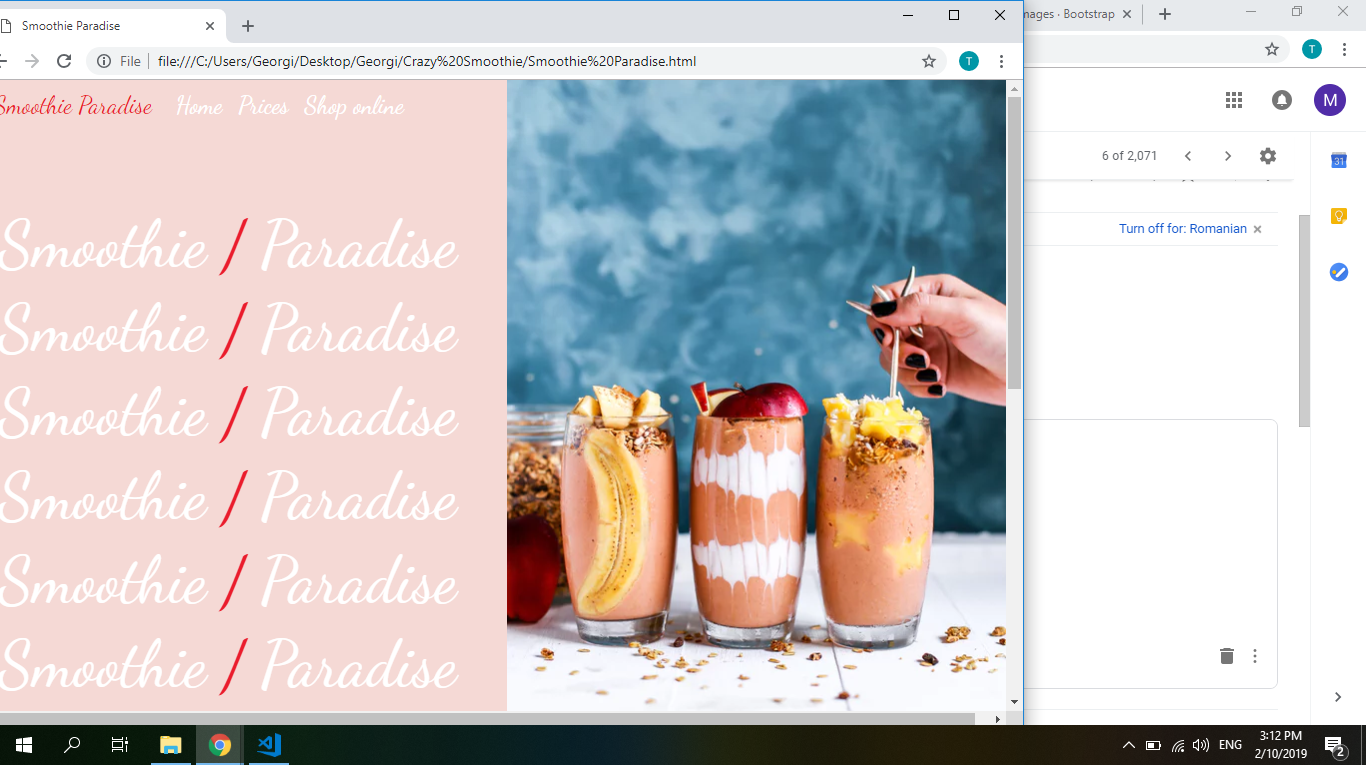 Smoothie Paradise
mages · Bootstrap
File
file:///C:/Users/Georgi/Desktop/Georgi/Crazy%20Smoothie/Smoothie%20Paradise.html
T
T
Smoothie Paradise Home Prices Shop online
M
6 of 2,071
31
Turn off for: Romanian
Smoothie / Paradise
Smoothie / Paradise
Smoothie / Paradise
Smoothie / Paradise
Smoothie / Paradise
Smoothie / Paradise
ENG
3:12 PM
2/10/2019
2